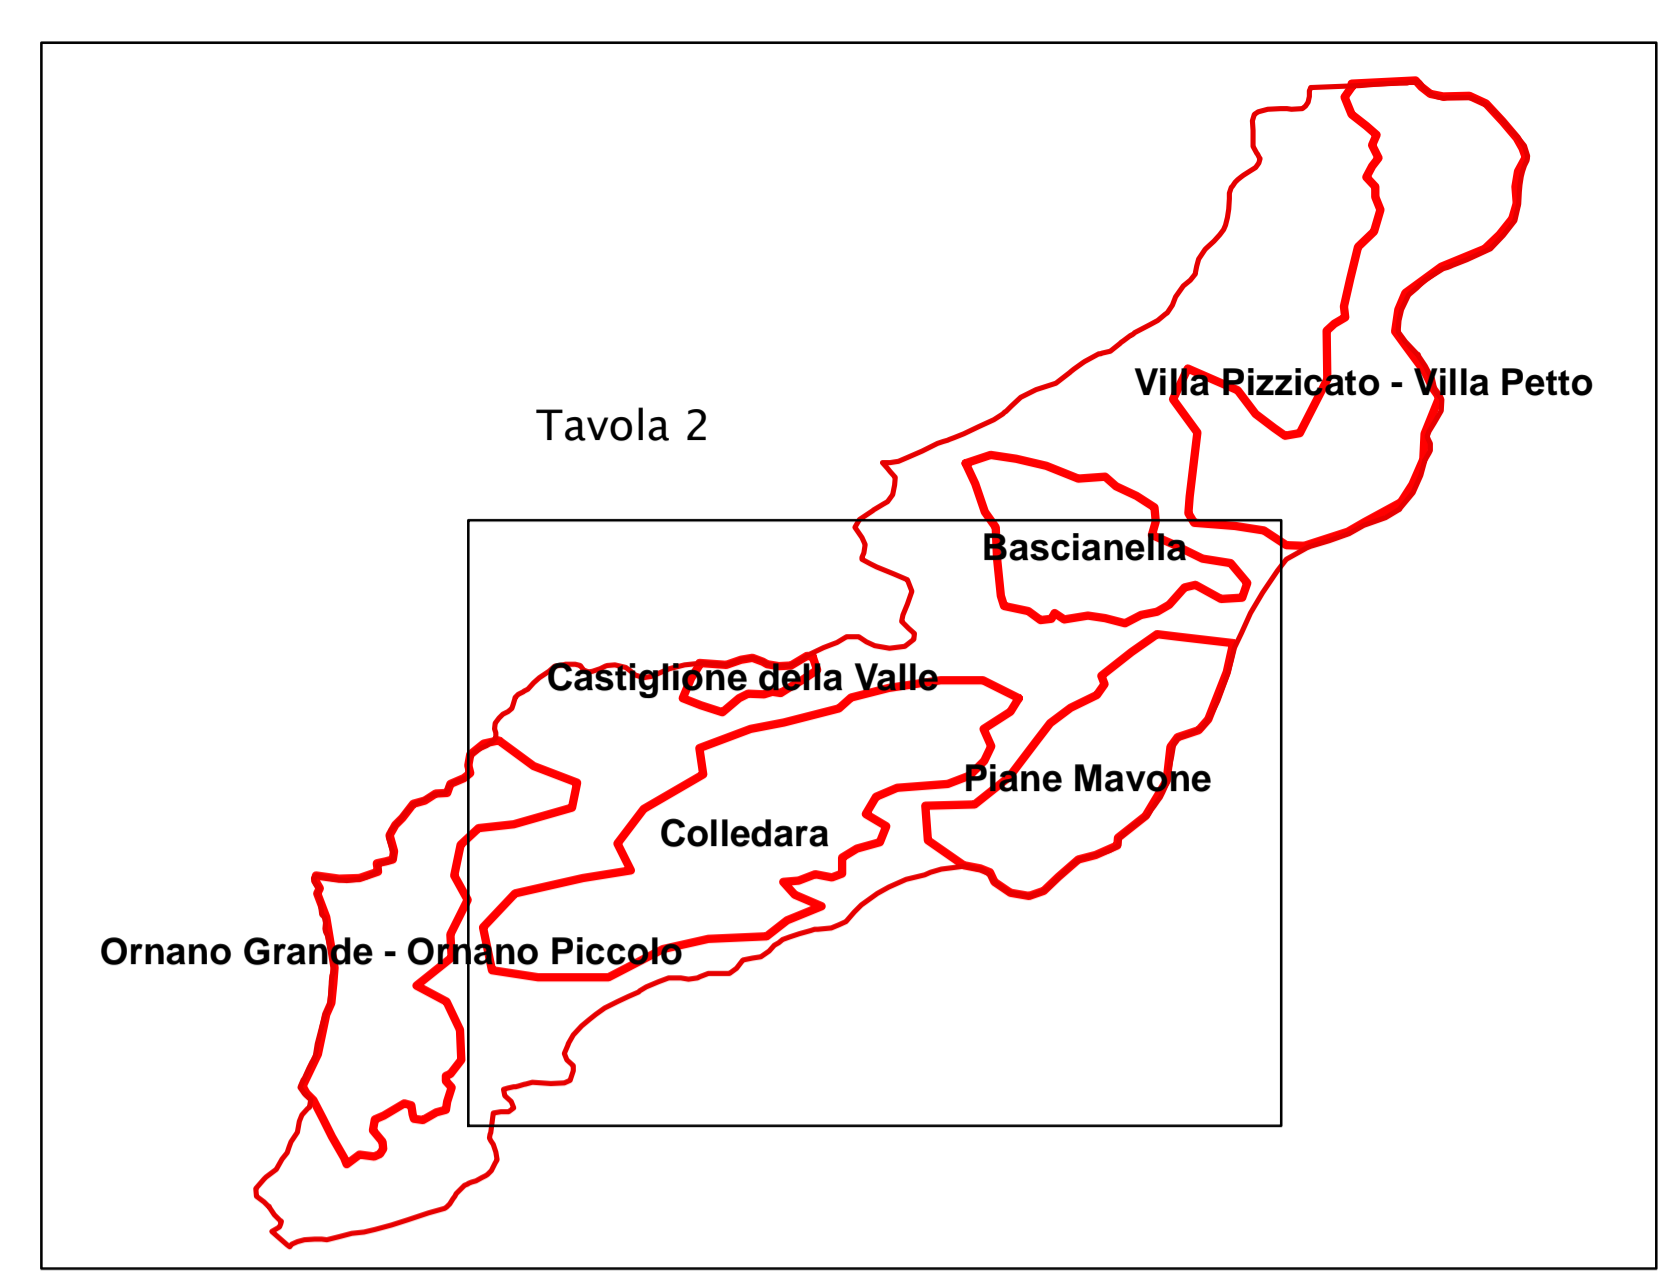 Villa Pizzicato - Villa Petto
Tavola 2
Bascianella
Castiglione della Valle
Piane Mavone
Colledara
Ornano Grande - Ornano Piccolo